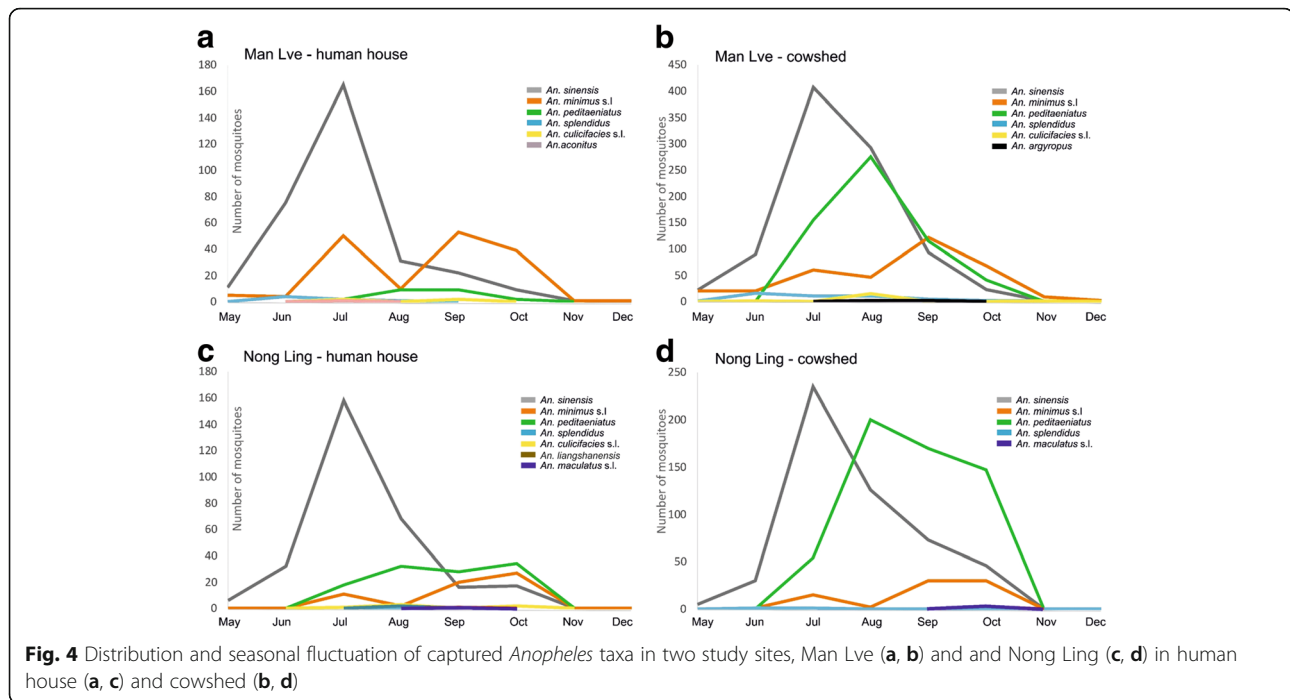 a
Man Lve - human house
180
160
140
120
100
80
60
40
20
0
Number of mosquitoes
An. sinensis
An. minimus s.l
An. peditaeniatus
An. splendidus
An. culicifacies s.l.
An.aconitus
May Jun Jul Aug Sep Oct Nov Dec
b
Man Lve - cowshed
450
400
350
300
250
200
150
100
50
0
Number of mosquitoes
An. sinensis
An. minimus s.l
An. peditaeniatus
An. splendidus
An. culicifacies s.l.
An. argyropus
May Jun Jul Aug Sep Oct Nov Dec
c
Nong Ling - human house
180
160
140
120
100
80
60
40
20
0
Number of mosquitoes
An. sinensis
An. minimus s.l
An. peditaeniatus
An. splendidus
An. culicifacies s.l.
An. liangshanensis
An. maculatus s.l.
May Jun Jul Aug Sep Oct Nov Dec
d
Nong Ling - cowshed
250
200
150
100
50
0
Number of mosquitoes
An. sinensis
An. minimus s.l
An. peditaeniatus
An. splendidus
An. maculatus s.l.
May Jun Jul Aug Sep Oct Nov Dec
Fig. 4 Distribution and seasonal fluctuation of captured Anopheles taxa in two study sites, Man Lve (a, b) and and Nong Ling (c, d) in human
house (a, c) and cowshed (b, d)